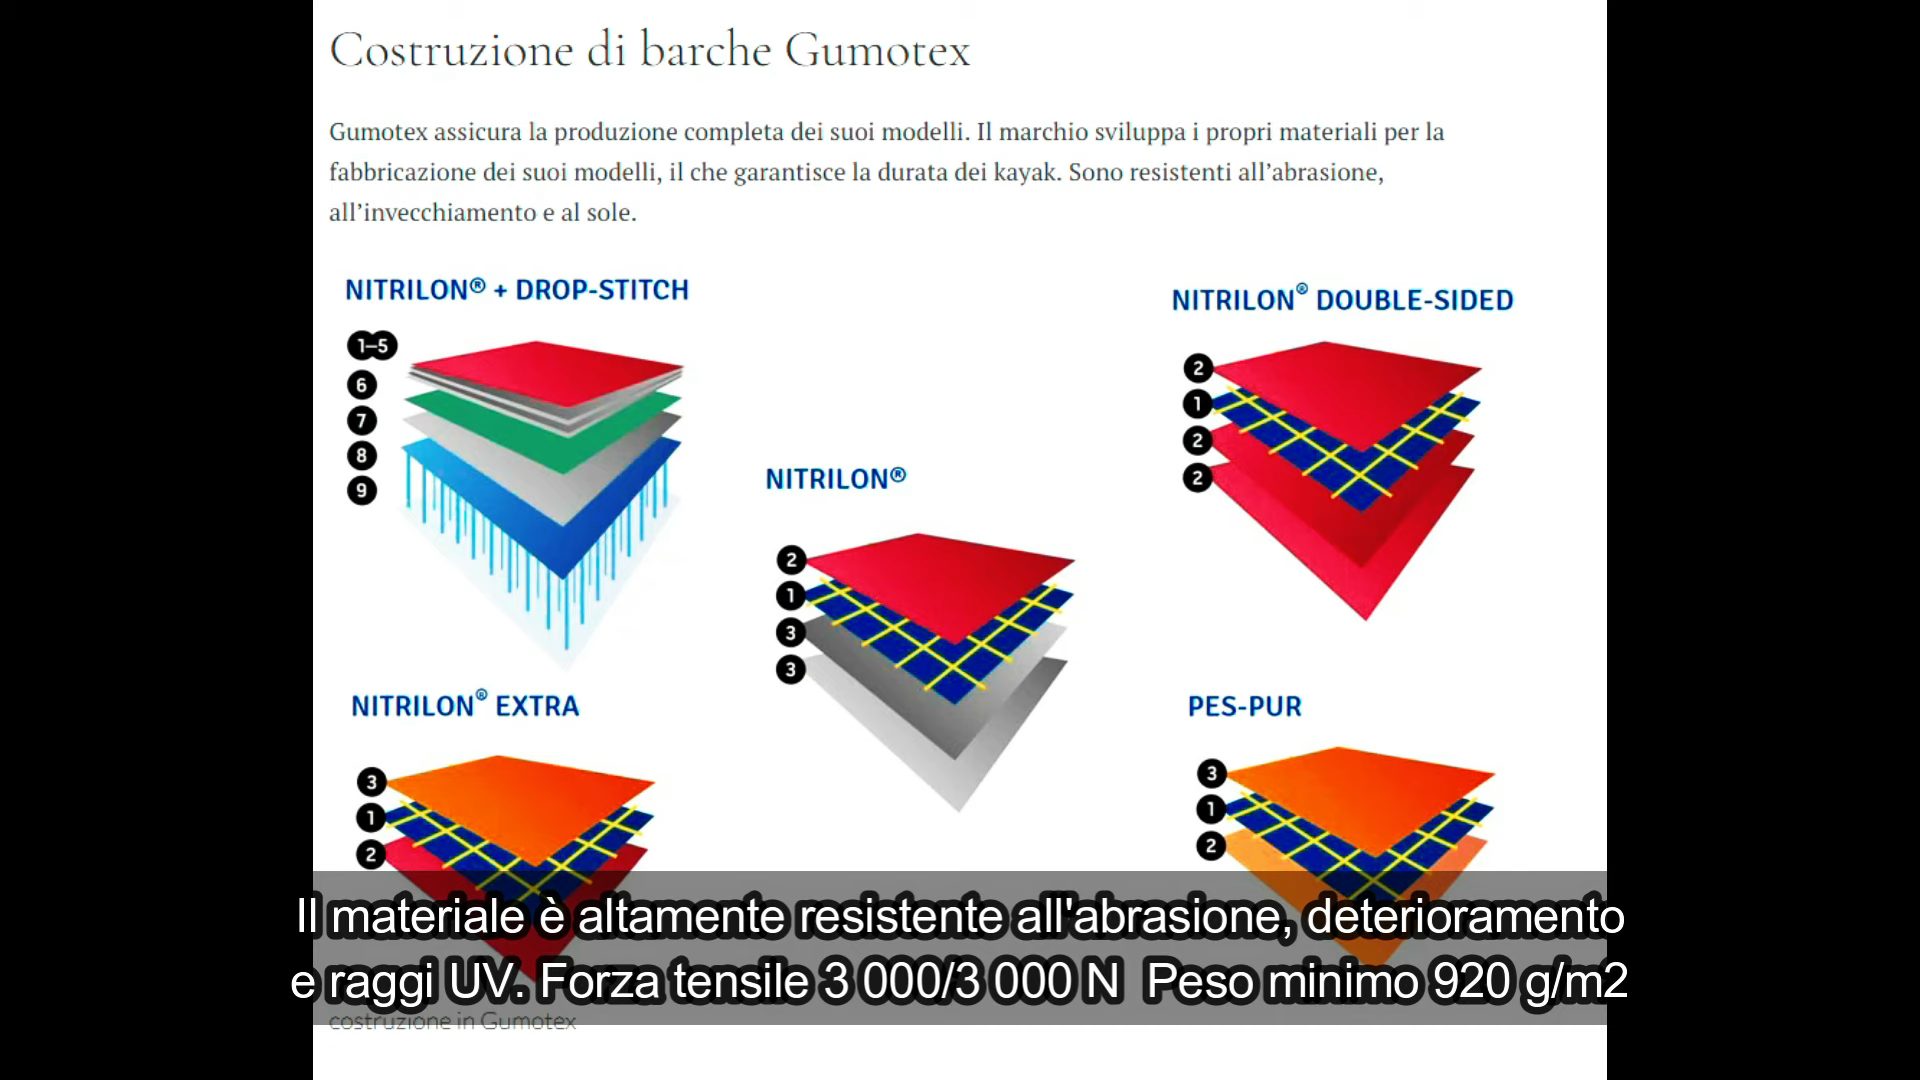 Costruzione di barche Gumotex
Gumotex assicura la produzione completa dei suoi modelli. Il marchio sviluppa i propri materiali per la
fabbricazione dei suoi modelli, il che garantisce la durata dei kayak. Sono resistenti all’abrasione,
all’invecchiamento e al sole.
NITRILON® + DROP-STITCH
1–5
6
7
8
9
NITRILON® DOUBLE-SIDED
2
1
2
2
NITRILON®
2
1
3
3
NITRILON® EXTRA
3
1
2
PES-PUR
3
1
2
Il materiale è altamente resistente all'abrasione, deterioramento
e raggi UV. Forza tensile 3 000/3 000 N Peso minimo 920 g/m2
costruzione in Gumotex